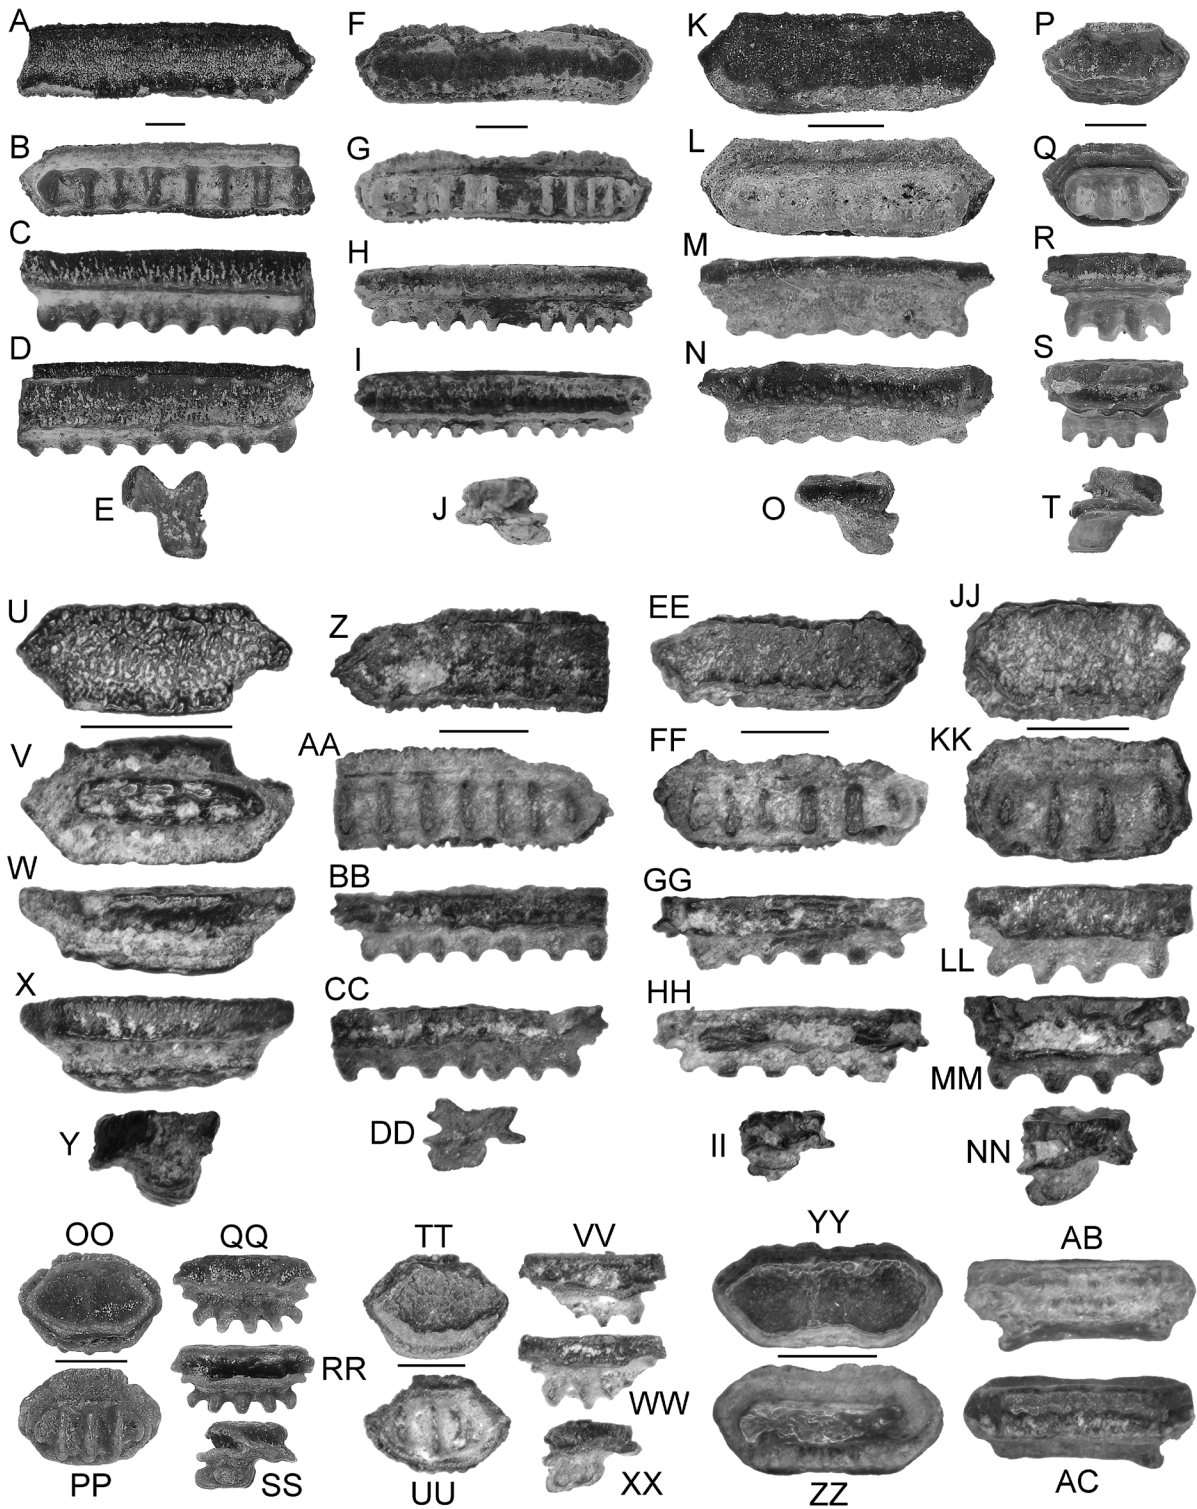 A F K P
B G L Q
C H M R
D I N S
E J O T
U Z EE JJ
V AA FF KK
W BB GG LL
X CC HH MM
Y DD II NN
OO QQ TT VV YY AB
RR WW
PP SS UU XX ZZ AC